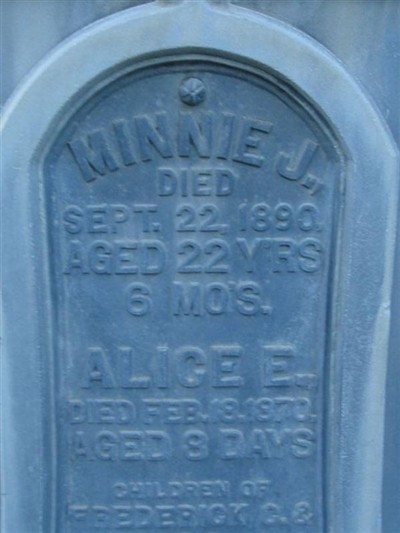 MINNIE J.,
DIED
SEPT. 22, 1890.
AGED 22 Y'RS
6 MO'S.
ALICE E.,
DIED FEB. 13, 1870.
AGED 8 DAYS
CHILDREN OF
FREDERICK C. &